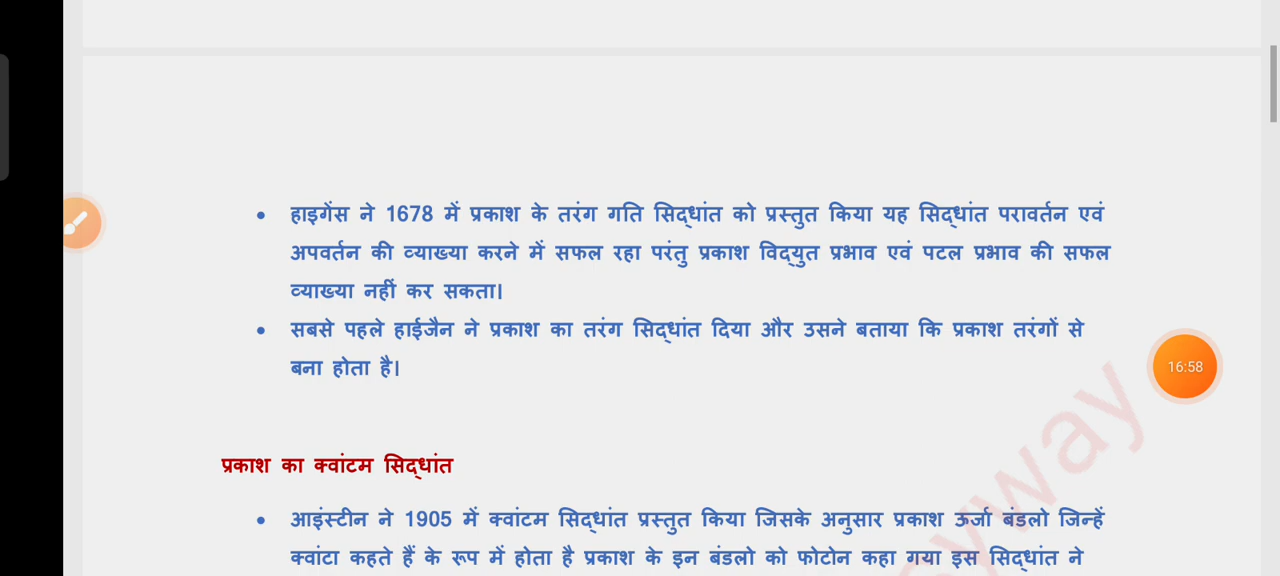 हाइगेंस ने 1678 में प्रकाश के तरंग गति सिद्धांत को प्रस्तुत किया यह सिद्धांत परावर्तन एवं
अपवर्तन की व्याख्या करने में सफल रहा परंतु प्रकाश विद्युत प्रभाव एवं पटल प्रभाव की सफल
व्याख्या नहीं कर सकता।
सबसे पहले हाईजैन ने प्रकाश का तरंग सिद्धांत दिया और उसने बताया कि प्रकाश तरंगों से
बना होता है।
16:58
प्रकाश का क्वांटम सिद्धांत
आइंस्टीन ने 1905 में क्वांटम सिद्धांत प्रस्तुत किया जिसके अनुसार प्रकाश ऊर्जा बंडलो जिन्हें
क्वांटा कहते हैं के रूप में होता है प्रकाश के इन बंडलो को फोटोन कहा गया इस सिद्धांत ने